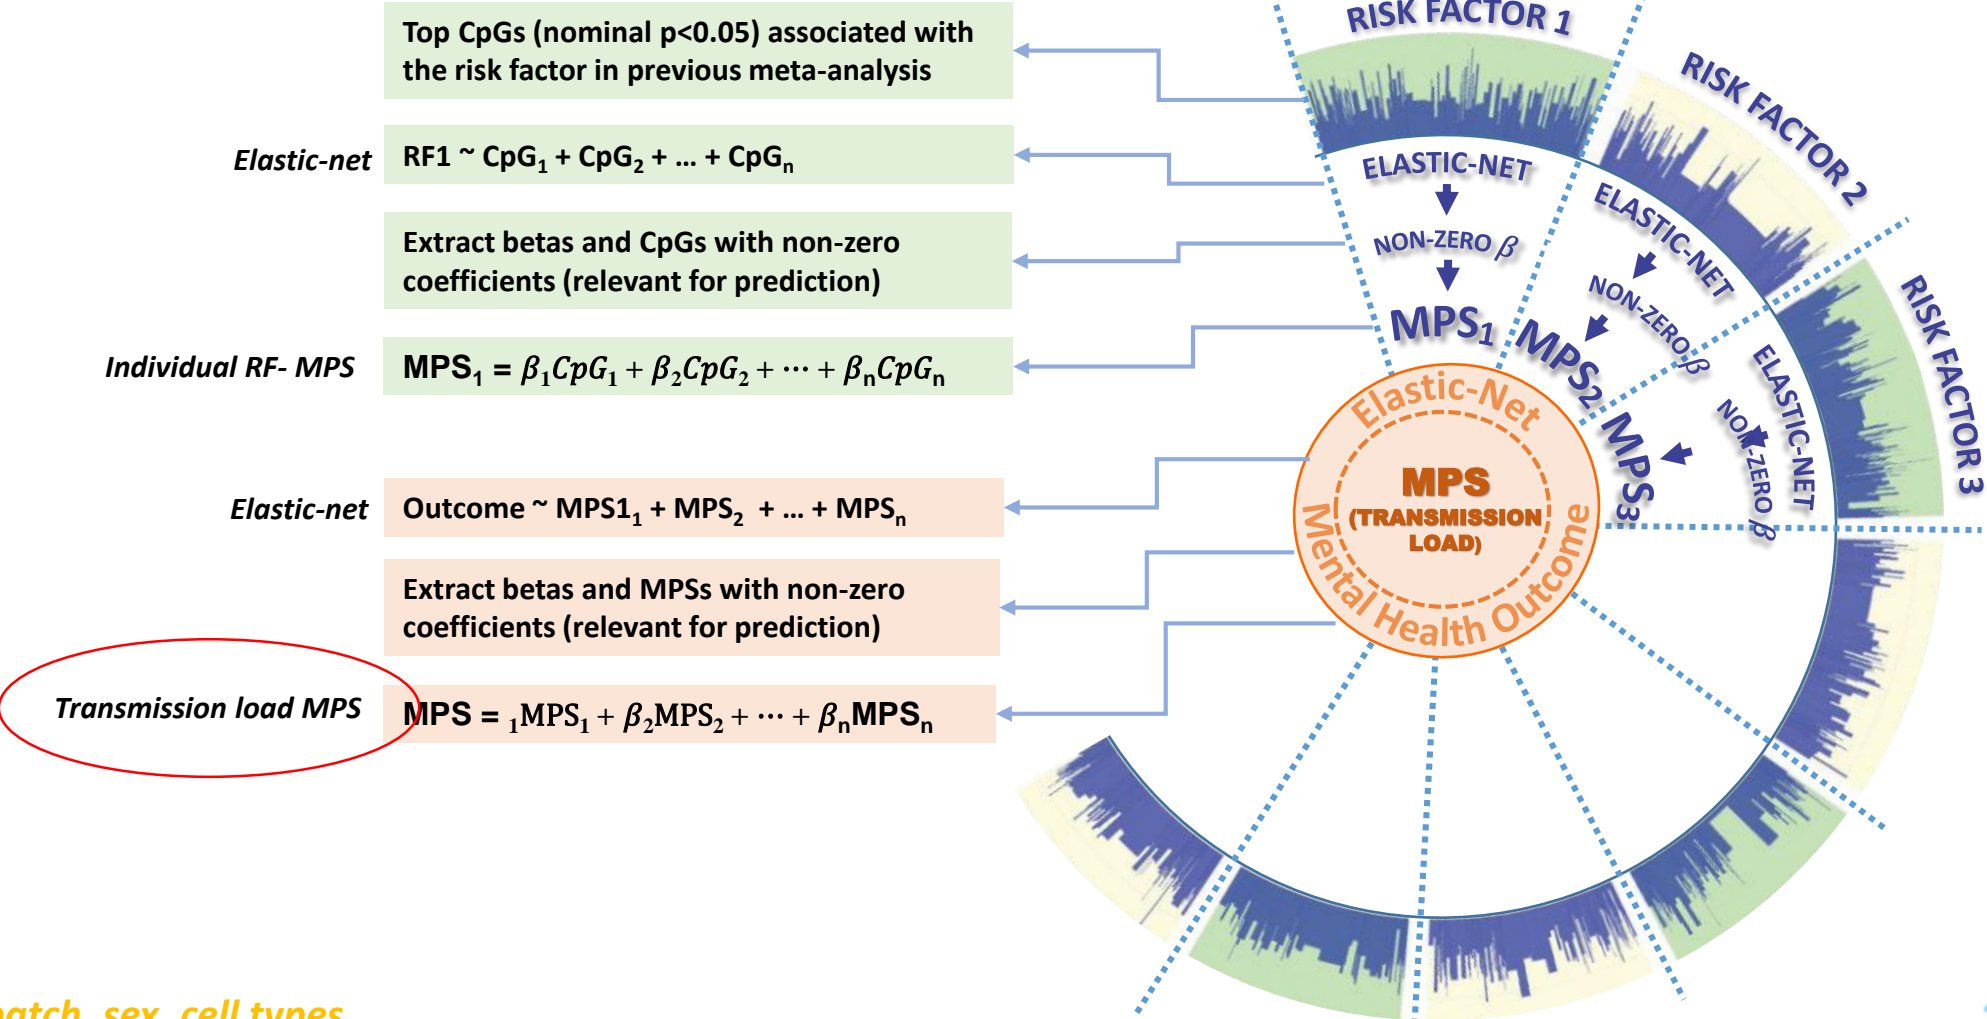 Top CpGs (nominal p<0.05) associated with
the risk factor in previous meta-analysis
Elastic-net
RF1 ~ CpG₁ + CpG₂ + ... + CpGₙ
Extract betas and CpGs with non-zero
coefficients (relevant for prediction)
Individual RF- MPS
MPS₁ = β₁CpG₁ + β₂CpG₂ + ⋯ + βₙCpGₙ
Elastic-net
Outcome ~ MPS1₁ + MPS₂ + ... + MPSₙ
Extract betas and MPSs with non-zero
coefficients (relevant for prediction)
Transmission load MPS
MPS = ₁MPS₁ + β₂MPS₂ + ⋯ + βₙMPSₙ
sex, cell types
RISK FACTOR 1
ELASTIC-NET
NON-ZERO β
MPS₁
RISK FACTOR 2
ELASTIC-NET
NON-ZERO β
MPS₂
RISK FACTOR 3
ELASTIC-NET
NON-ZERO β
MPS₃
Elastic-Net
MPS
(TRANSMISSION
LOAD)
Mental Health Outcome